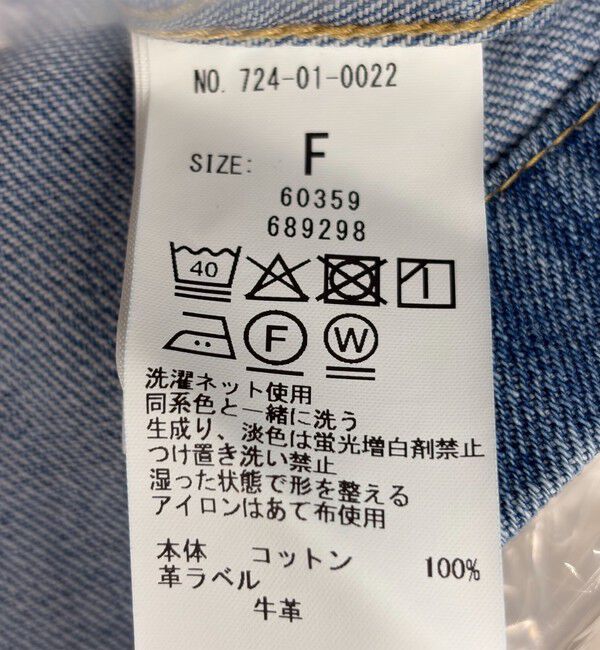 NO. 724-01-0022
SIZE: F
60359
689298
40
F W
洗濯ネット使用
同系色と一緒に洗う
生成り、淡色は蛍光増白剤禁止
つけ置き洗い禁止
湿った状態で形を整える
アイロンはあて布使用
本体 コットン 100%
革ラベル
牛革